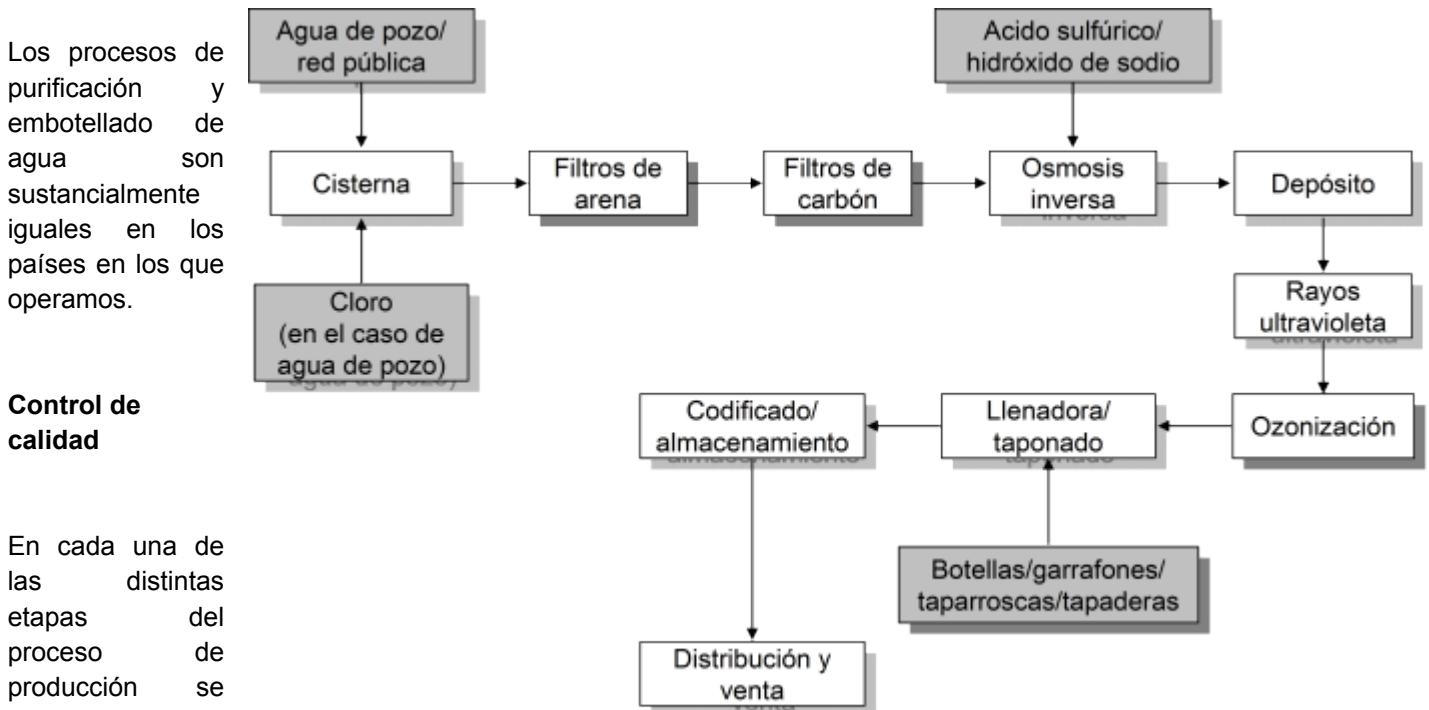 Los procesos de
purificación y
embotellado de
agua son
sustancialmente
iguales en los
países en los que
operamos.
Control de
calidad
En cada una de
las distintas
etapas del
proceso de
producción se
Agua de pozo/
red pública
Acido sulfúrico/
hidróxido de sodio
Cisterna
Filtros de
arena
Filtros de
carbón
Osmosis
inversa
Depósito
Cloro
(en el caso de
agua de pozo)
Rayos
ultravioleta
Ozonización
Llenadora/
taponado
Codificado/
almacenamiento
Botellas/garrafones/
taparroscas/tapaderas
Distribución y
venta